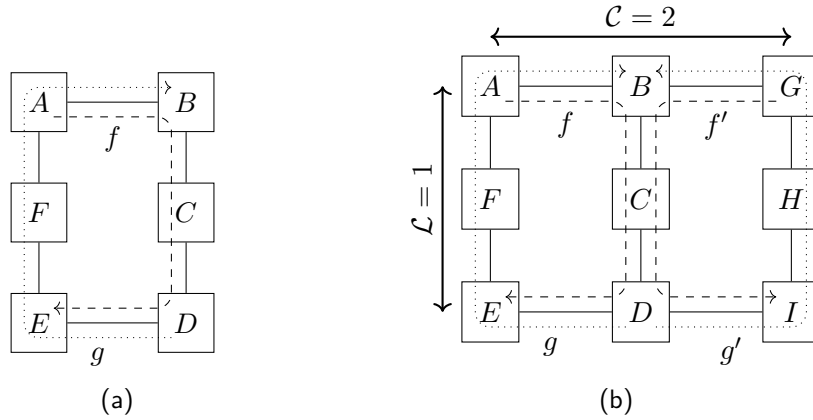 𝒞 = 2
A B
f
F C
E D
g
(a)
A B G
f f′
ℒ = 1
F C H
E D I
g g′
(b)